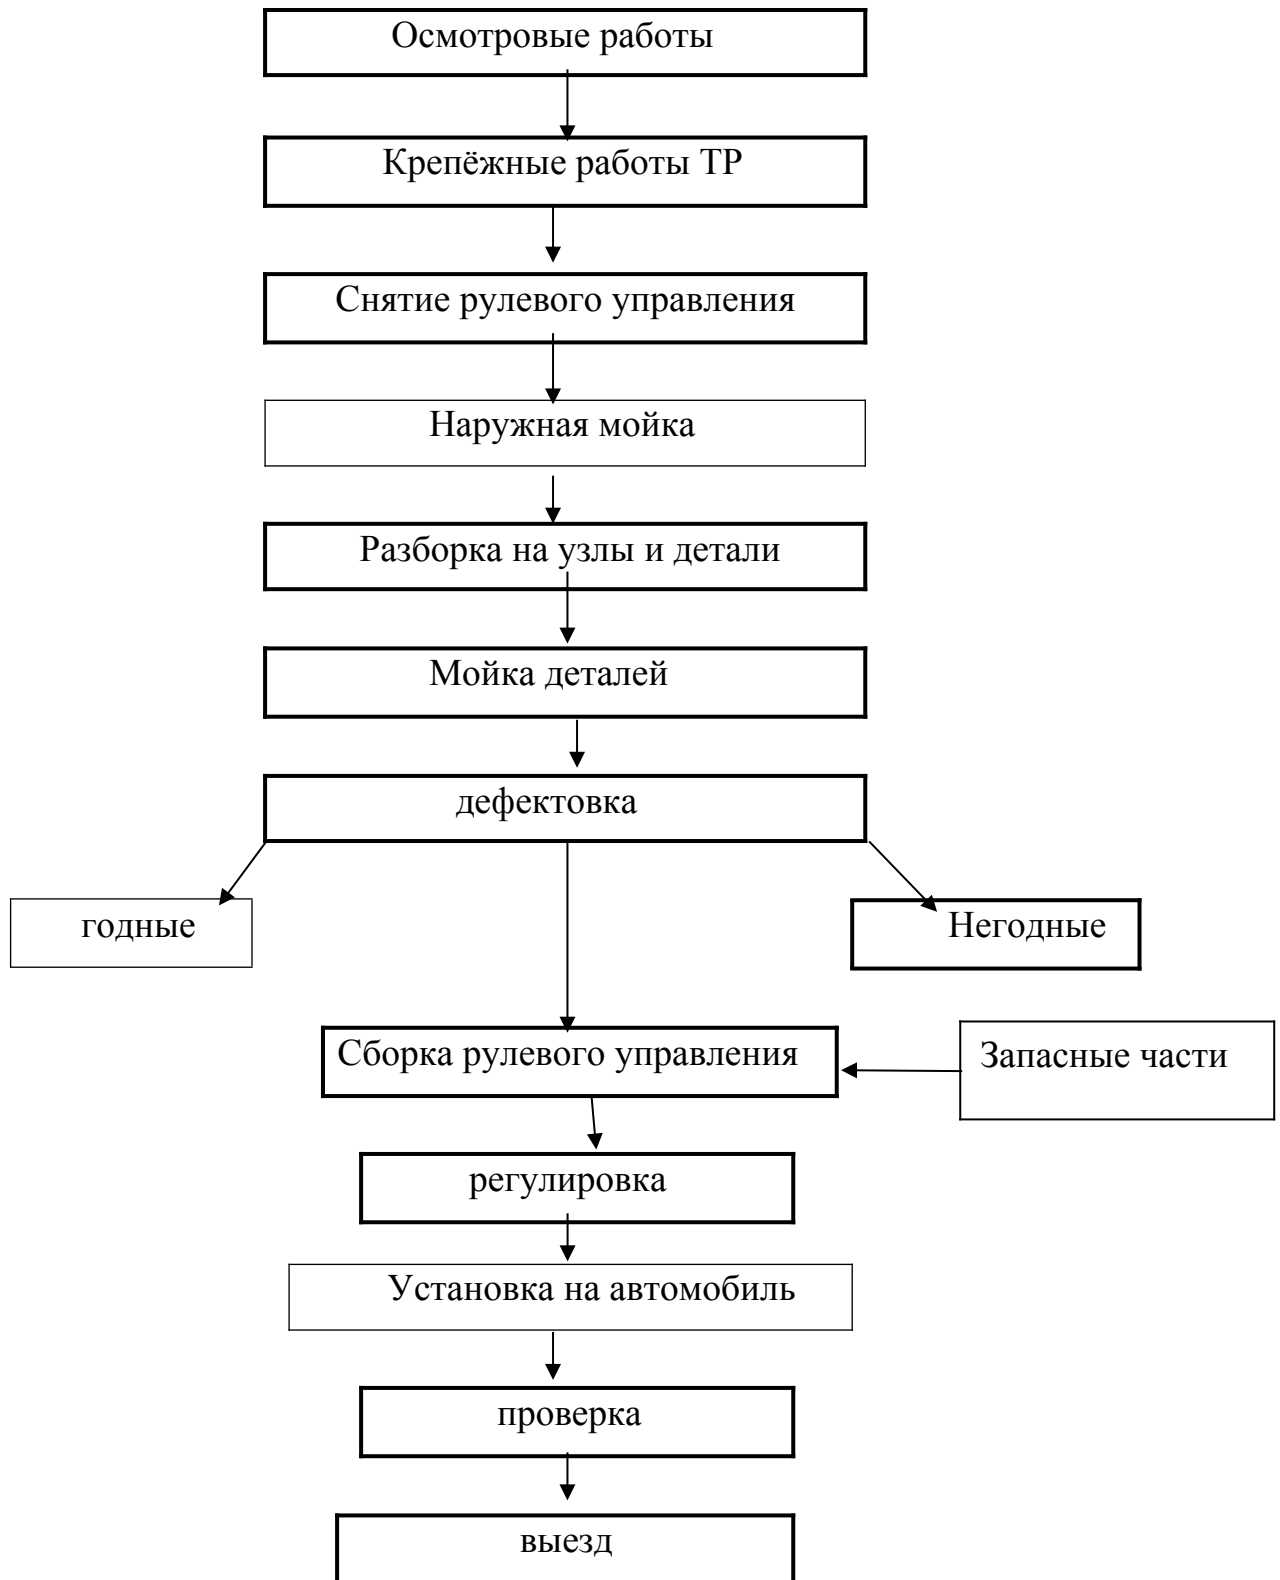 Осмотровые работы
Крепёжные работы ТР
Снятие рулевого управления
Наружная мойка
Разборка на узлы и детали
Мойка деталей
дефектовка
годные
Негодные
Сборка рулевого управления
Запасные части
регулировка
Установка на автомобиль
проверка
выезд